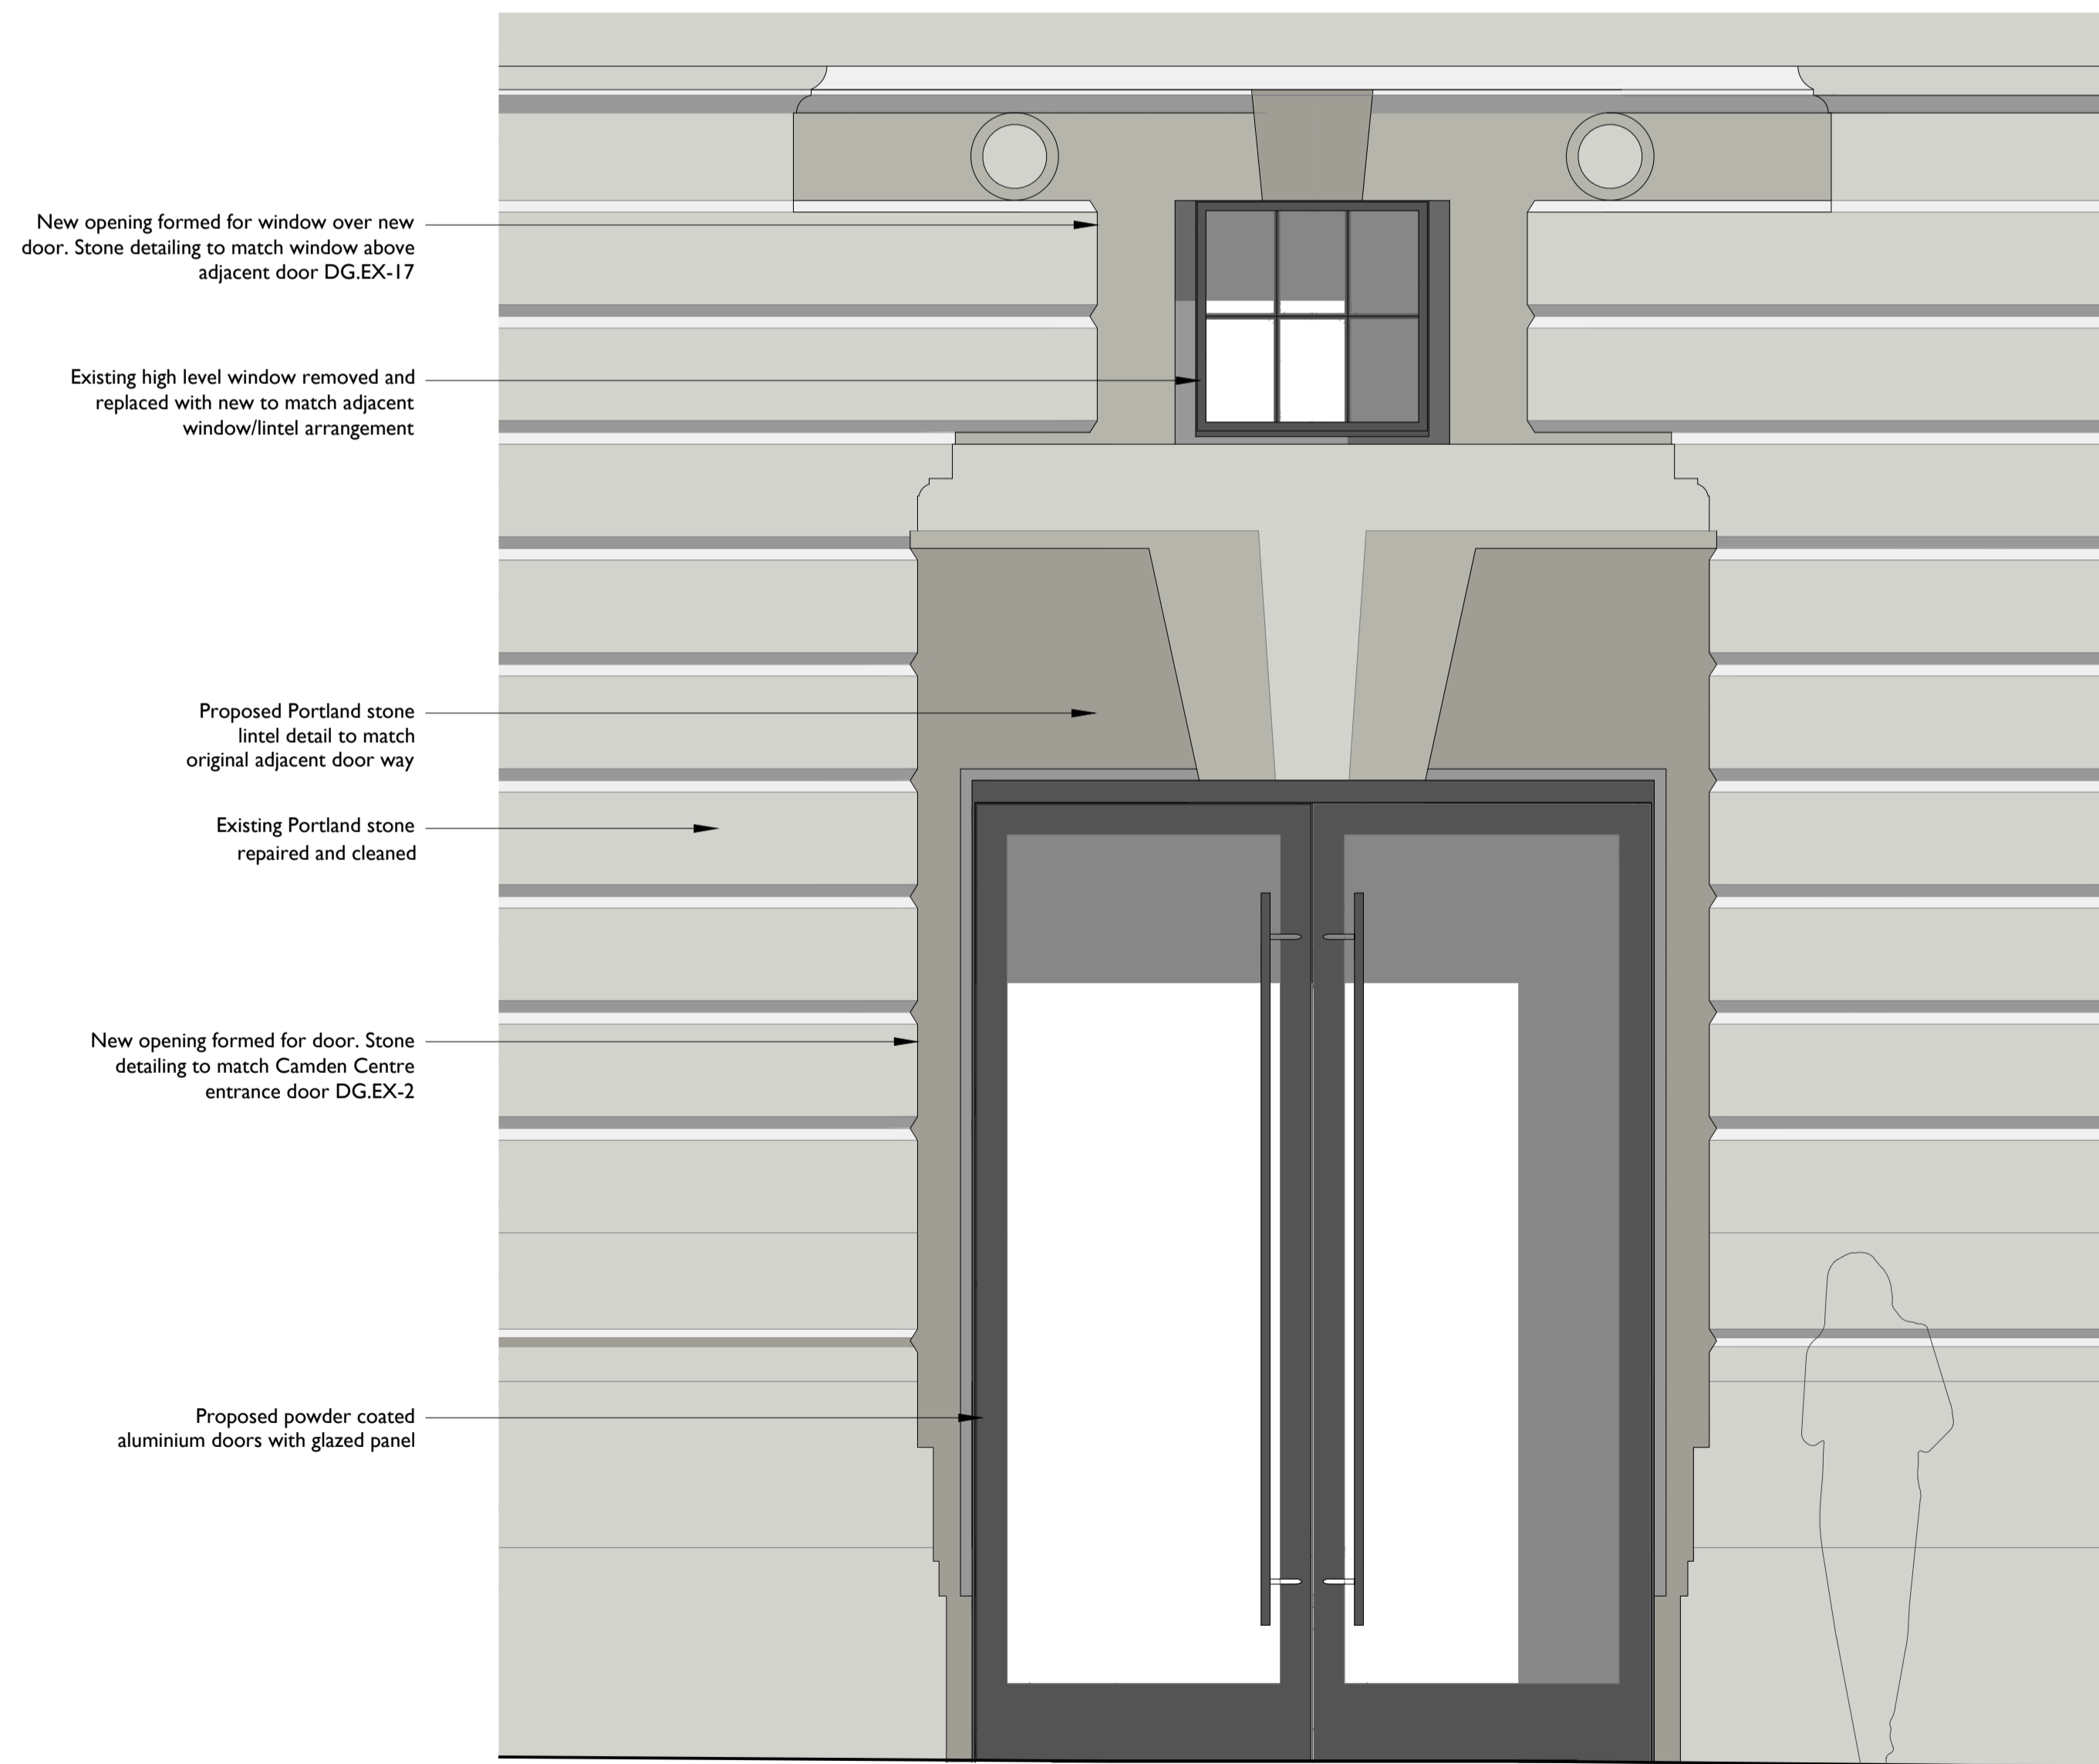 New opening formed for window over new
door. Stone detailing to match window above
adjacent door DG.EX-17
Existing high level window removed and
replaced with new to match adjacent
window/lintel arrangement
Proposed Portland stone
lintel detail to match
original adjacent door way
Existing Portland stone
repaired and cleaned
New opening formed for door. Stone
detailing to match Camden Centre
entrance door DG.EX-2
Proposed powder coated
aluminium doors with glazed panel